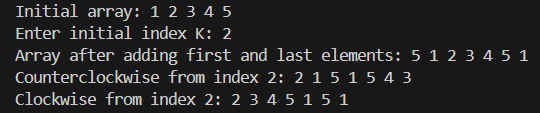 Initial array: 1 2 3 4 5
Enter initial index K: 2
Array after adding first and last elements: 5 1 2 3 4 5 1
Counterclockwise from index 2: 2 1 5 1 5 4 3
Clockwise from index 2: 2 3 4 5 1 5 1